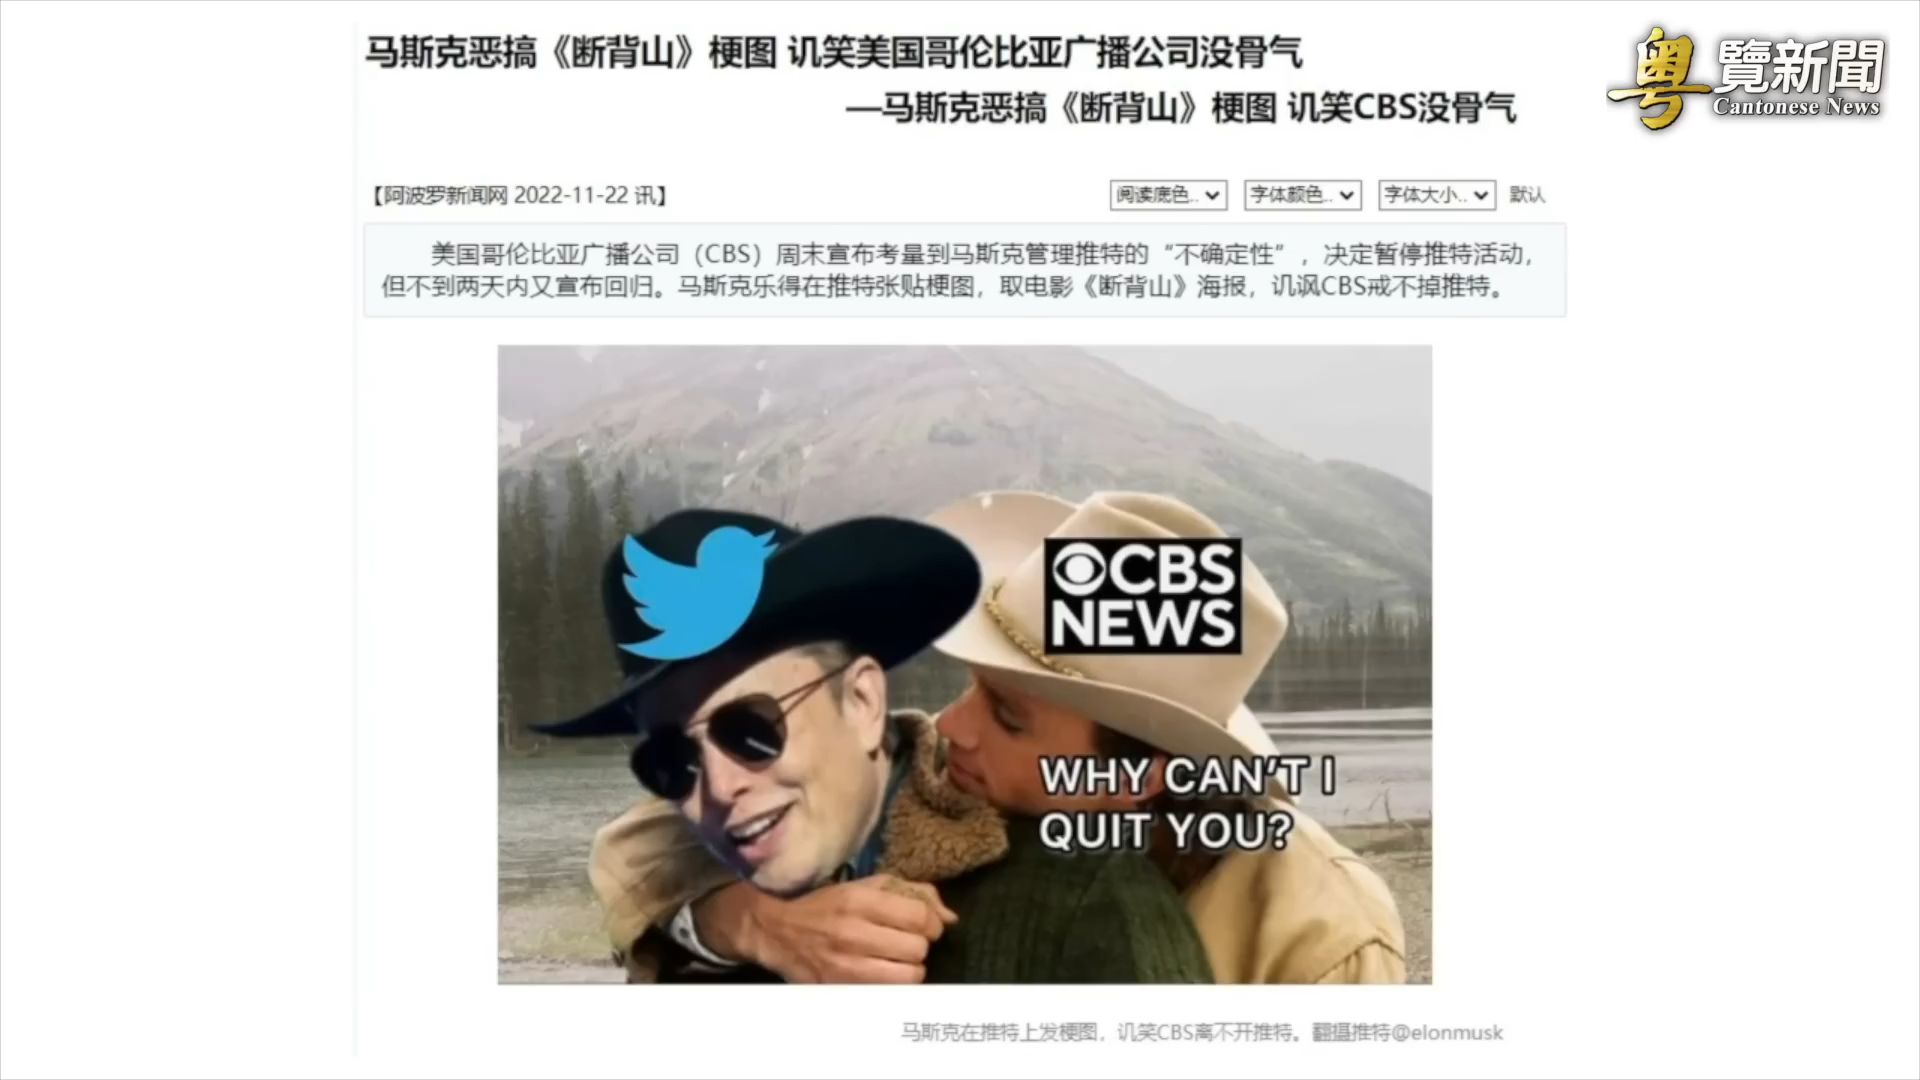 马斯克恶搞《断背山》梗图 讥笑美国哥伦比亚广播公司没骨气
—马斯克恶搞《断背山》梗图 讥笑CBS没骨气
粤覽新聞
Cantonese News
【阿波罗新闻网 2022-11-22 讯】
阅读底色..
字体颜色..
字体大小..
默认
美国哥伦比亚广播公司（CBS）周末宣布考量到马斯克管理推特的“不确定性”，决定暂停推特活动，
但不到两天内又宣布回归。马斯克乐得在推特张贴梗图，取电影《断背山》海报，讥讽CBS戒不掉推特。
CBS
NEWS
WHY CAN'T I
QUIT YOU?
马斯克在推特上发梗图，讥笑CBS离不开推特。翻摄推特@elonmusk